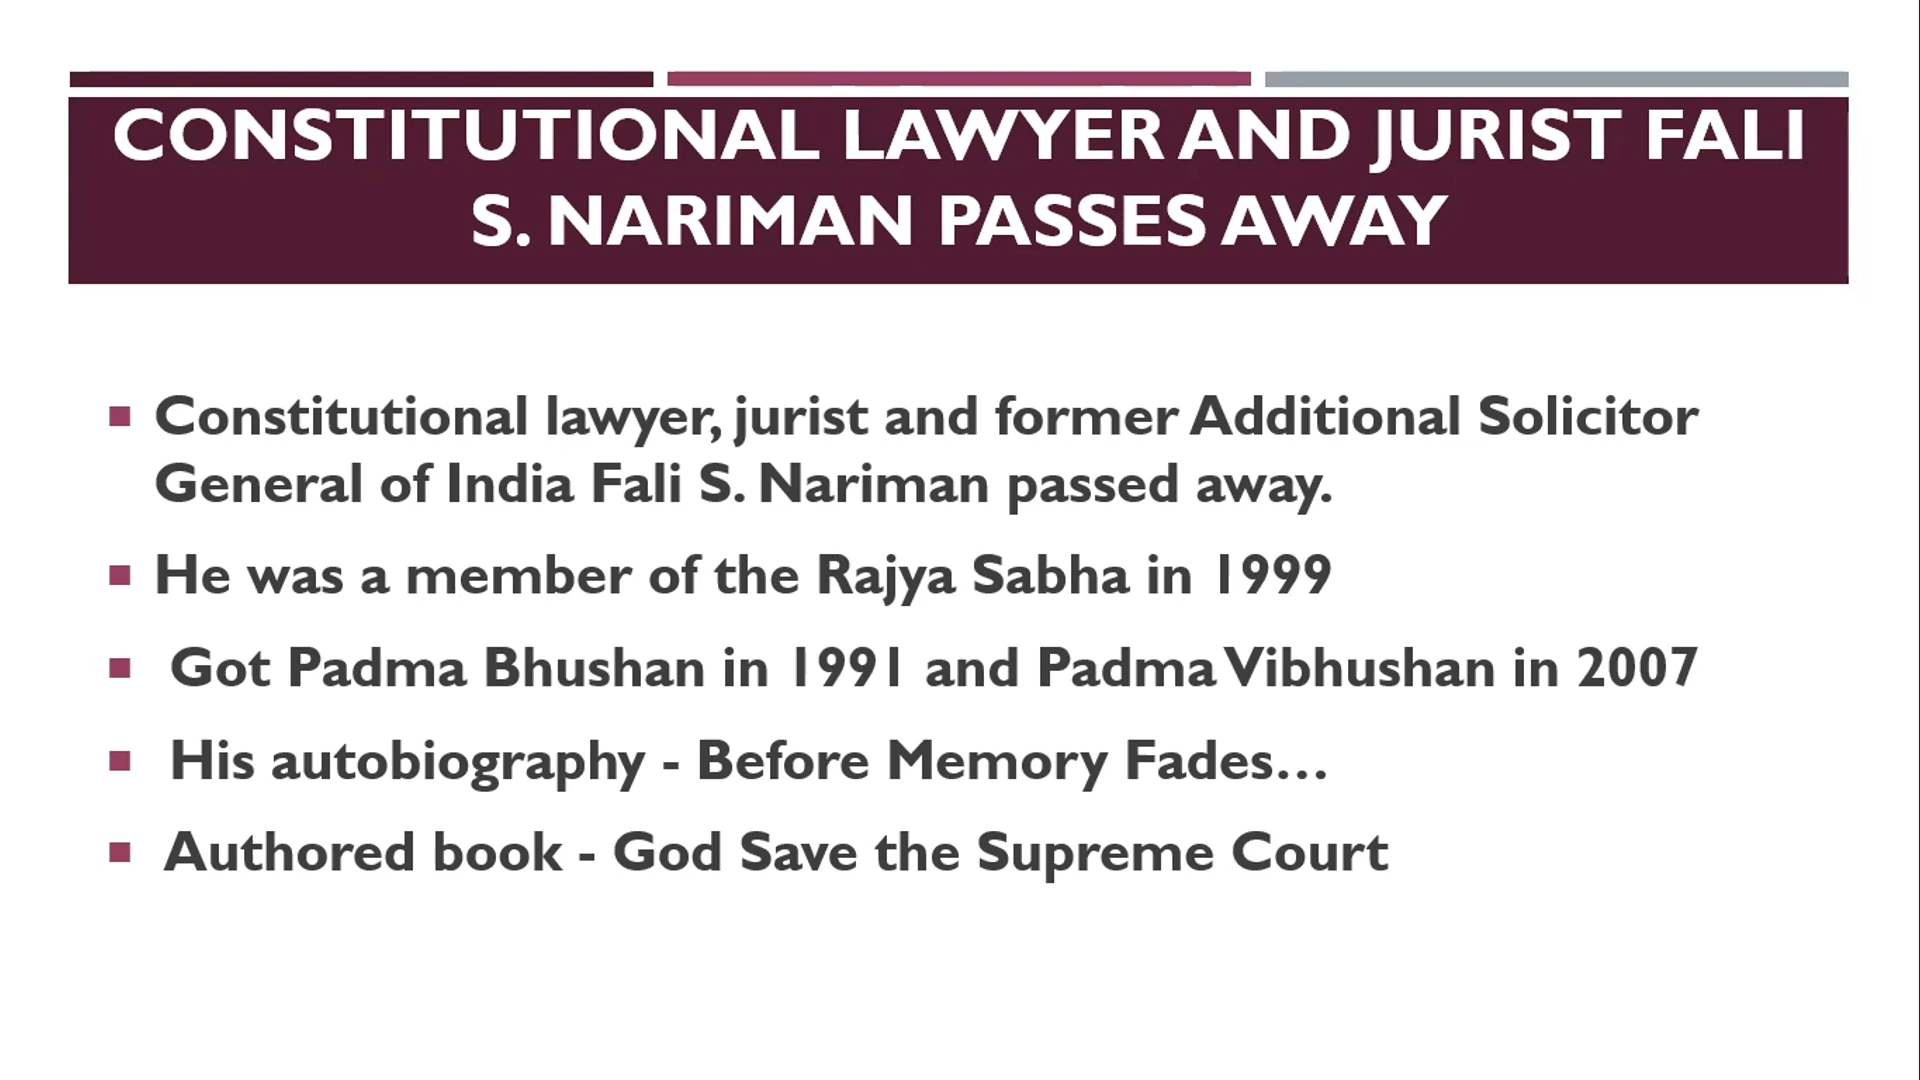 CONSTITUTIONAL LAWYER AND JURIST FALI
S. NARIMAN PASSES AWAY
Constitutional lawyer, jurist and former Additional Solicitor
General of India Fali S. Nariman passed away.
He was a member of the Rajya Sabha in 1999
Got Padma Bhushan in 1991 and Padma Vibhushan in 2007
His autobiography - Before Memory Fades…
Authored book - God Save the Supreme Court